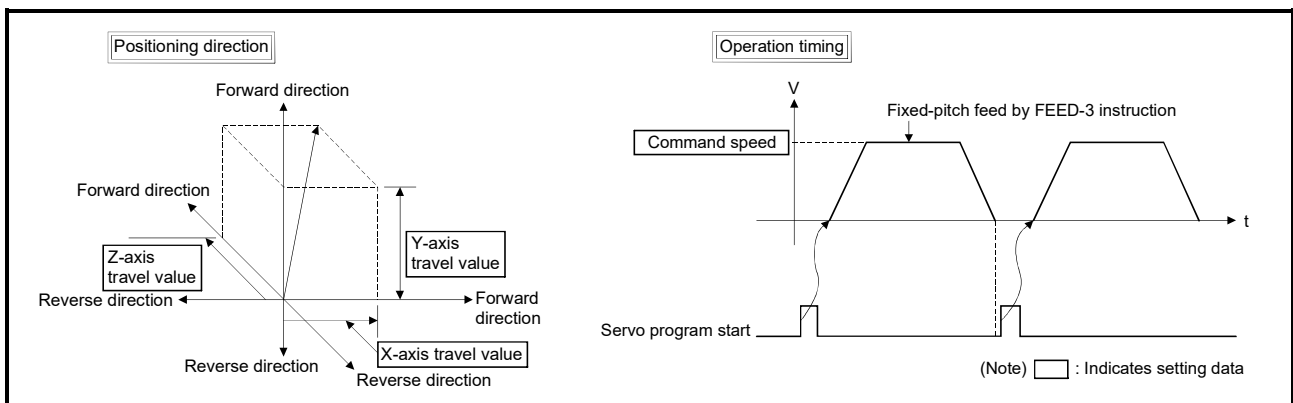 Positioning direction
Forward direction
Forward direction
Z-axis
travel value
Y-axis
travel value
Reverse direction
Forward
direction
X-axis travel value
Reverse direction
Reverse direction
Operation timing
V
Fixed-pitch feed by FEED-3 instruction
Command speed
t
Servo program start
(Note) : Indicates setting data